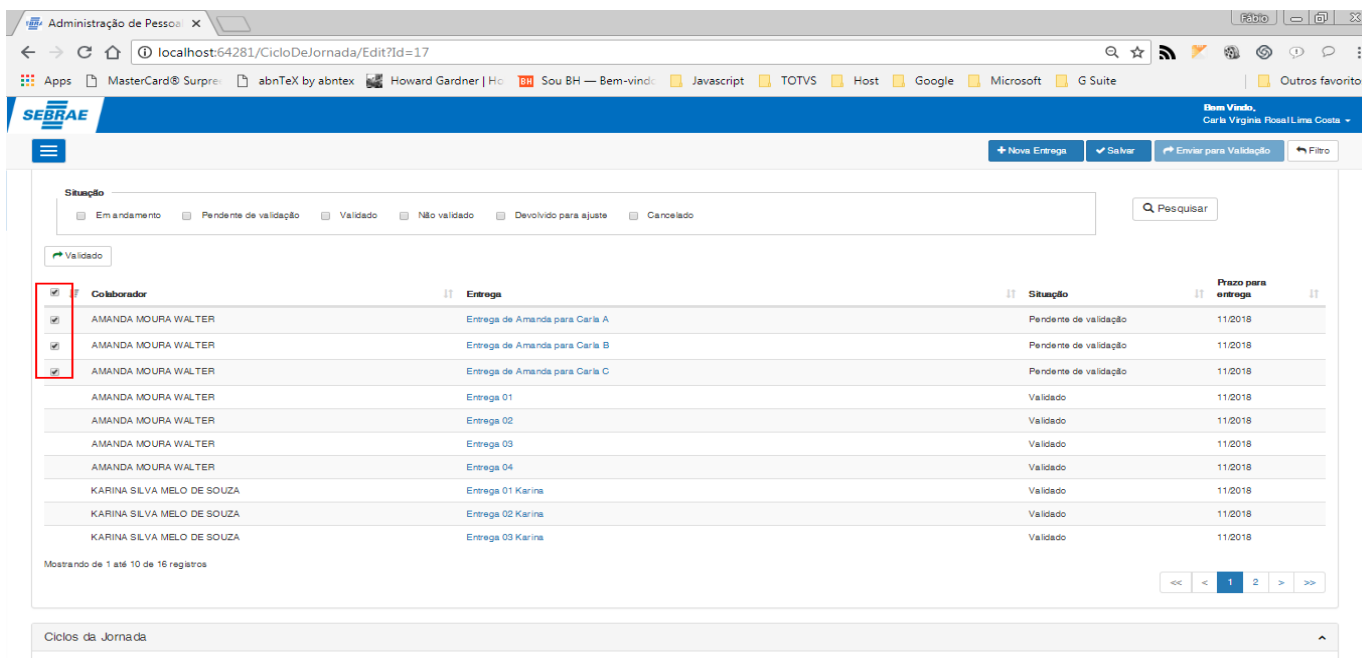 Administração de Pessoal
Fábio
localhost:64281/CicloDeJornada/Edit?Id=17
Apps MasterCard® Surpre abnTeX by abntex Howard Gardner | Ho Sou BH — Bem-vindo Javascript TOTVS Host Google Microsoft G Suite Outros favorito
SEBRAE
Bem Vindo,
Carla Virginia Rosal Lima Costa
Nova Entrega Salvar Enviar para Validação Filtro
Situação
Em andamento Pendente de validação Validado Não validado Devolvido para ajuste Cancelado
Pesquisar
Validado
Colaborador Entrega Situação Prazo para entrega
AMANDA MOURA WALTER Entrega de Amanda para Carla A Pendente de validação 11/2018
AMANDA MOURA WALTER Entrega de Amanda para Carla B Pendente de validação 11/2018
AMANDA MOURA WALTER Entrega de Amanda para Carla C Pendente de validação 11/2018
AMANDA MOURA WALTER Entrega 01 Validado 11/2018
AMANDA MOURA WALTER Entrega 02 Validado 11/2018
AMANDA MOURA WALTER Entrega 03 Validado 11/2018
AMANDA MOURA WALTER Entrega 04 Validado 11/2018
KARINA SILVA MELO DE SOUZA Entrega 01 Karina Validado 11/2018
KARINA SILVA MELO DE SOUZA Entrega 02 Karina Validado 11/2018
KARINA SILVA MELO DE SOUZA Entrega 03 Karina Validado 11/2018
Mostrando de 1 até 10 de 16 registros
<< < 1 2 > >>
Ciclos da Jornada